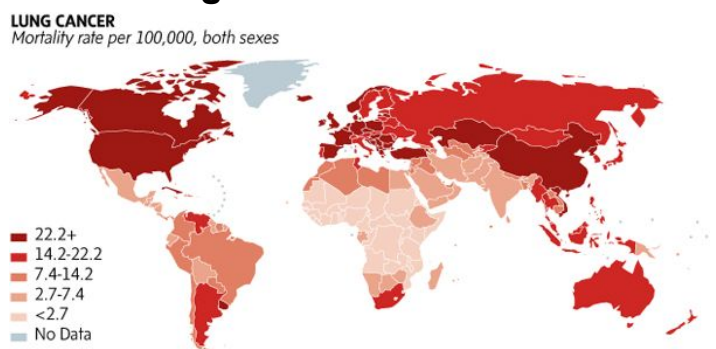 LUNG CANCER
Mortality rate per 100,000, both sexes
22.2+
14.2-22.2
7.4-14.2
2.7-7.4
<2.7
No Data